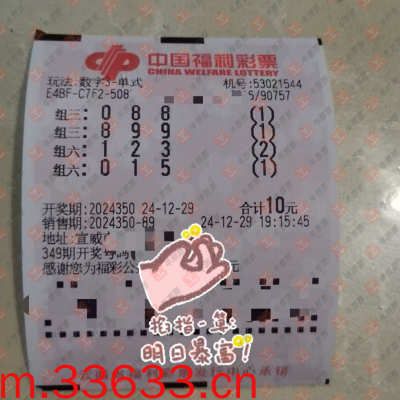 中国福利彩票
CHINA WELFARE LOTTERY
玩法:数字3-单式 机号:53021544
E4BF-C7F2-508 5/90757
组三: 0 8 8 (1)
组三: 8 9 9 (1)
组六: 1 2 3 (2)
组六: 0 1 5 (1)
开奖期:2024350 24-12-29 合计10元
销售期:2024350-89 24-12-29 19:15:45
地址:宣威
349期开奖
感谢您为福彩公 元
掐指一算:
明日暴富!
m.33633.cn